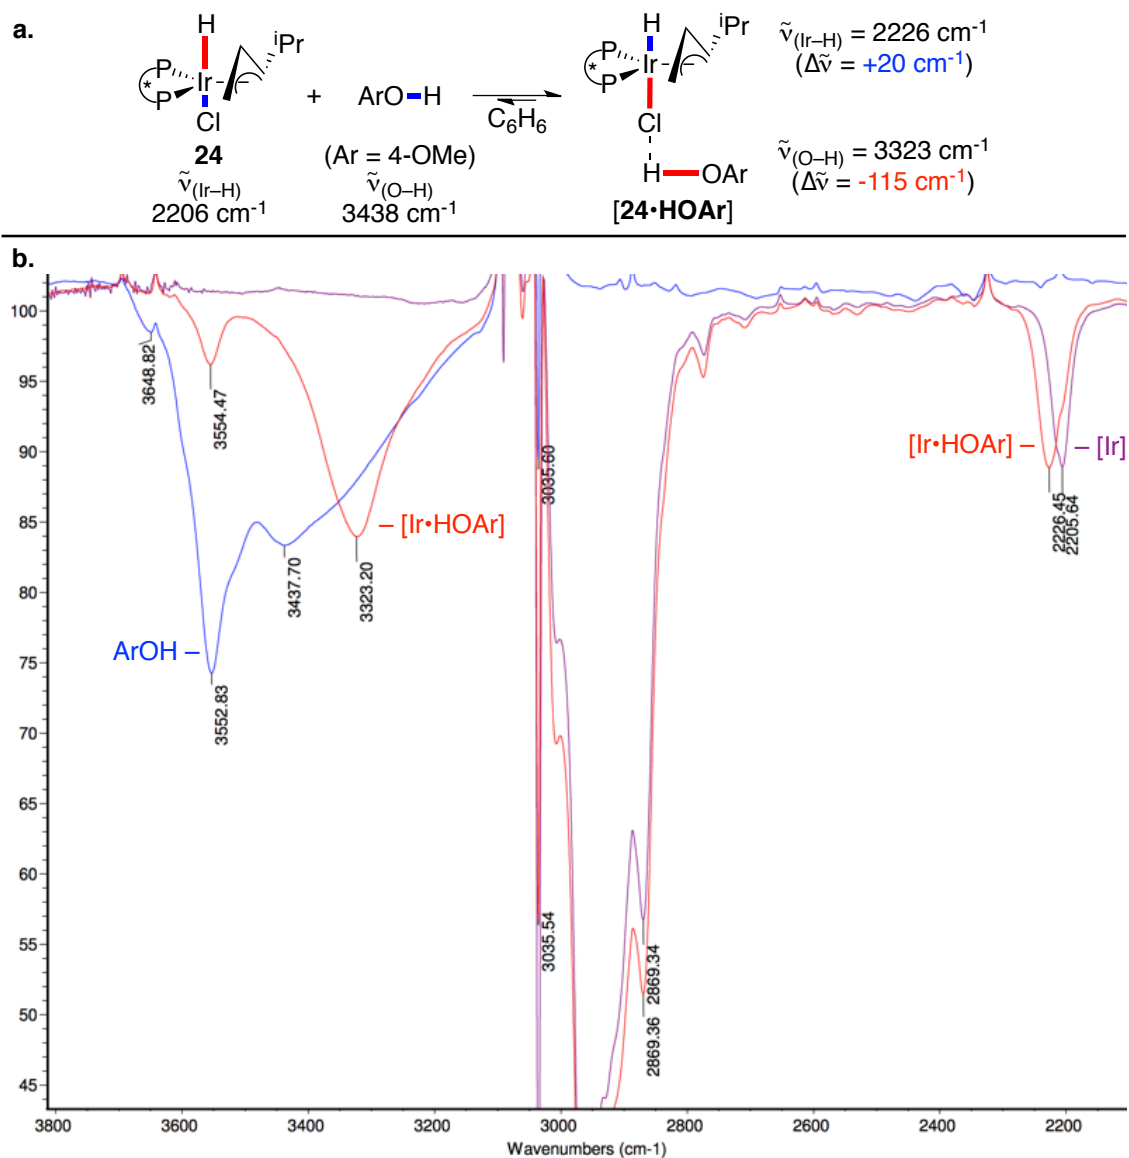 a.
H
iPr
P
Ir
*
P
Cl
24
ν̃(Ir–H)
2206 cm-1
+
ArO H
(Ar = 4-OMe)
ν̃(O–H)
3438 cm-1
C6H6
H
iPr
P
Ir
*
P
Cl
H OAr
[24•HOAr]
ν̃(Ir–H) = 2226 cm-1
(Δν̃ = +20 cm-1)
ν̃(O–H) = 3323 cm-1
(Δν̃ = -115 cm-1)
b.
100
95
90
85
80
75
70
65
60
55
50
45
3648.82
3554.47
3552.83
3437.70
3323.20
3035.60
3035.54
2869.34
2869.36
2226.45
2205.64
ArOH –
– [Ir•HOAr]
[Ir•HOAr] –
– [Ir]
3800
3600
3400
3200
3000
2800
2600
2400
2200
Wavenumbers (cm-1)